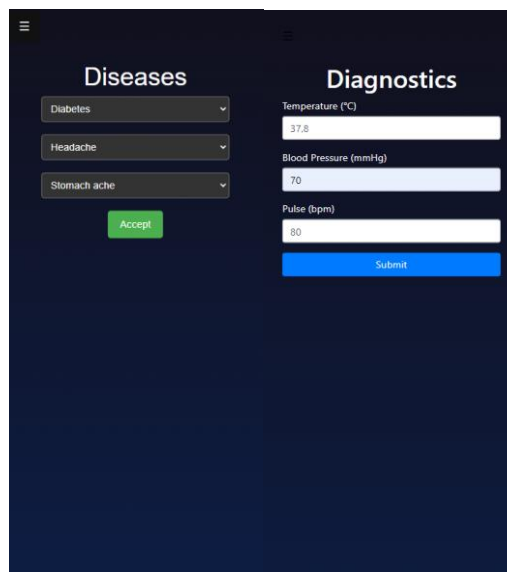 Diseases
Diabetes
Headache
Stomach ache
Accept
Diagnostics
Temperature (°C)
37,8
Blood Pressure (mmHg)
70
Pulse (bpm)
80
Submit